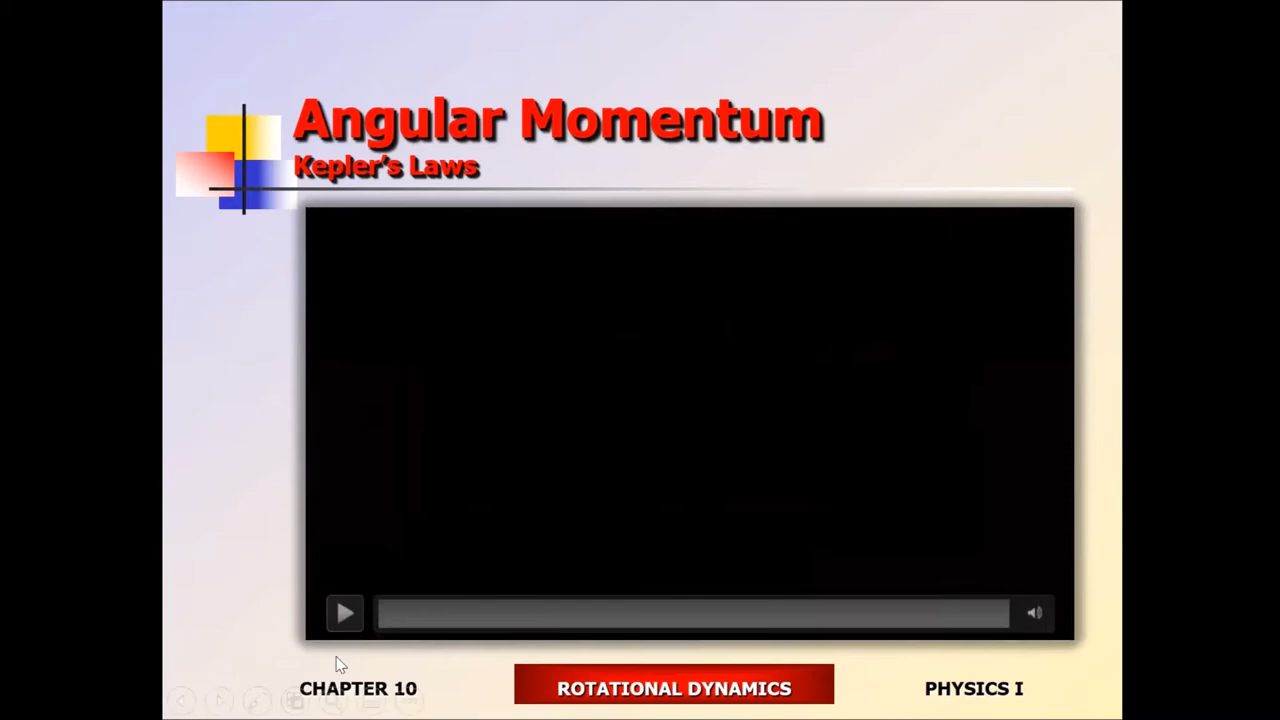 Angular Momentum
Kepler's Laws
CHAPTER 10
ROTATIONAL DYNAMICS
PHYSICS I